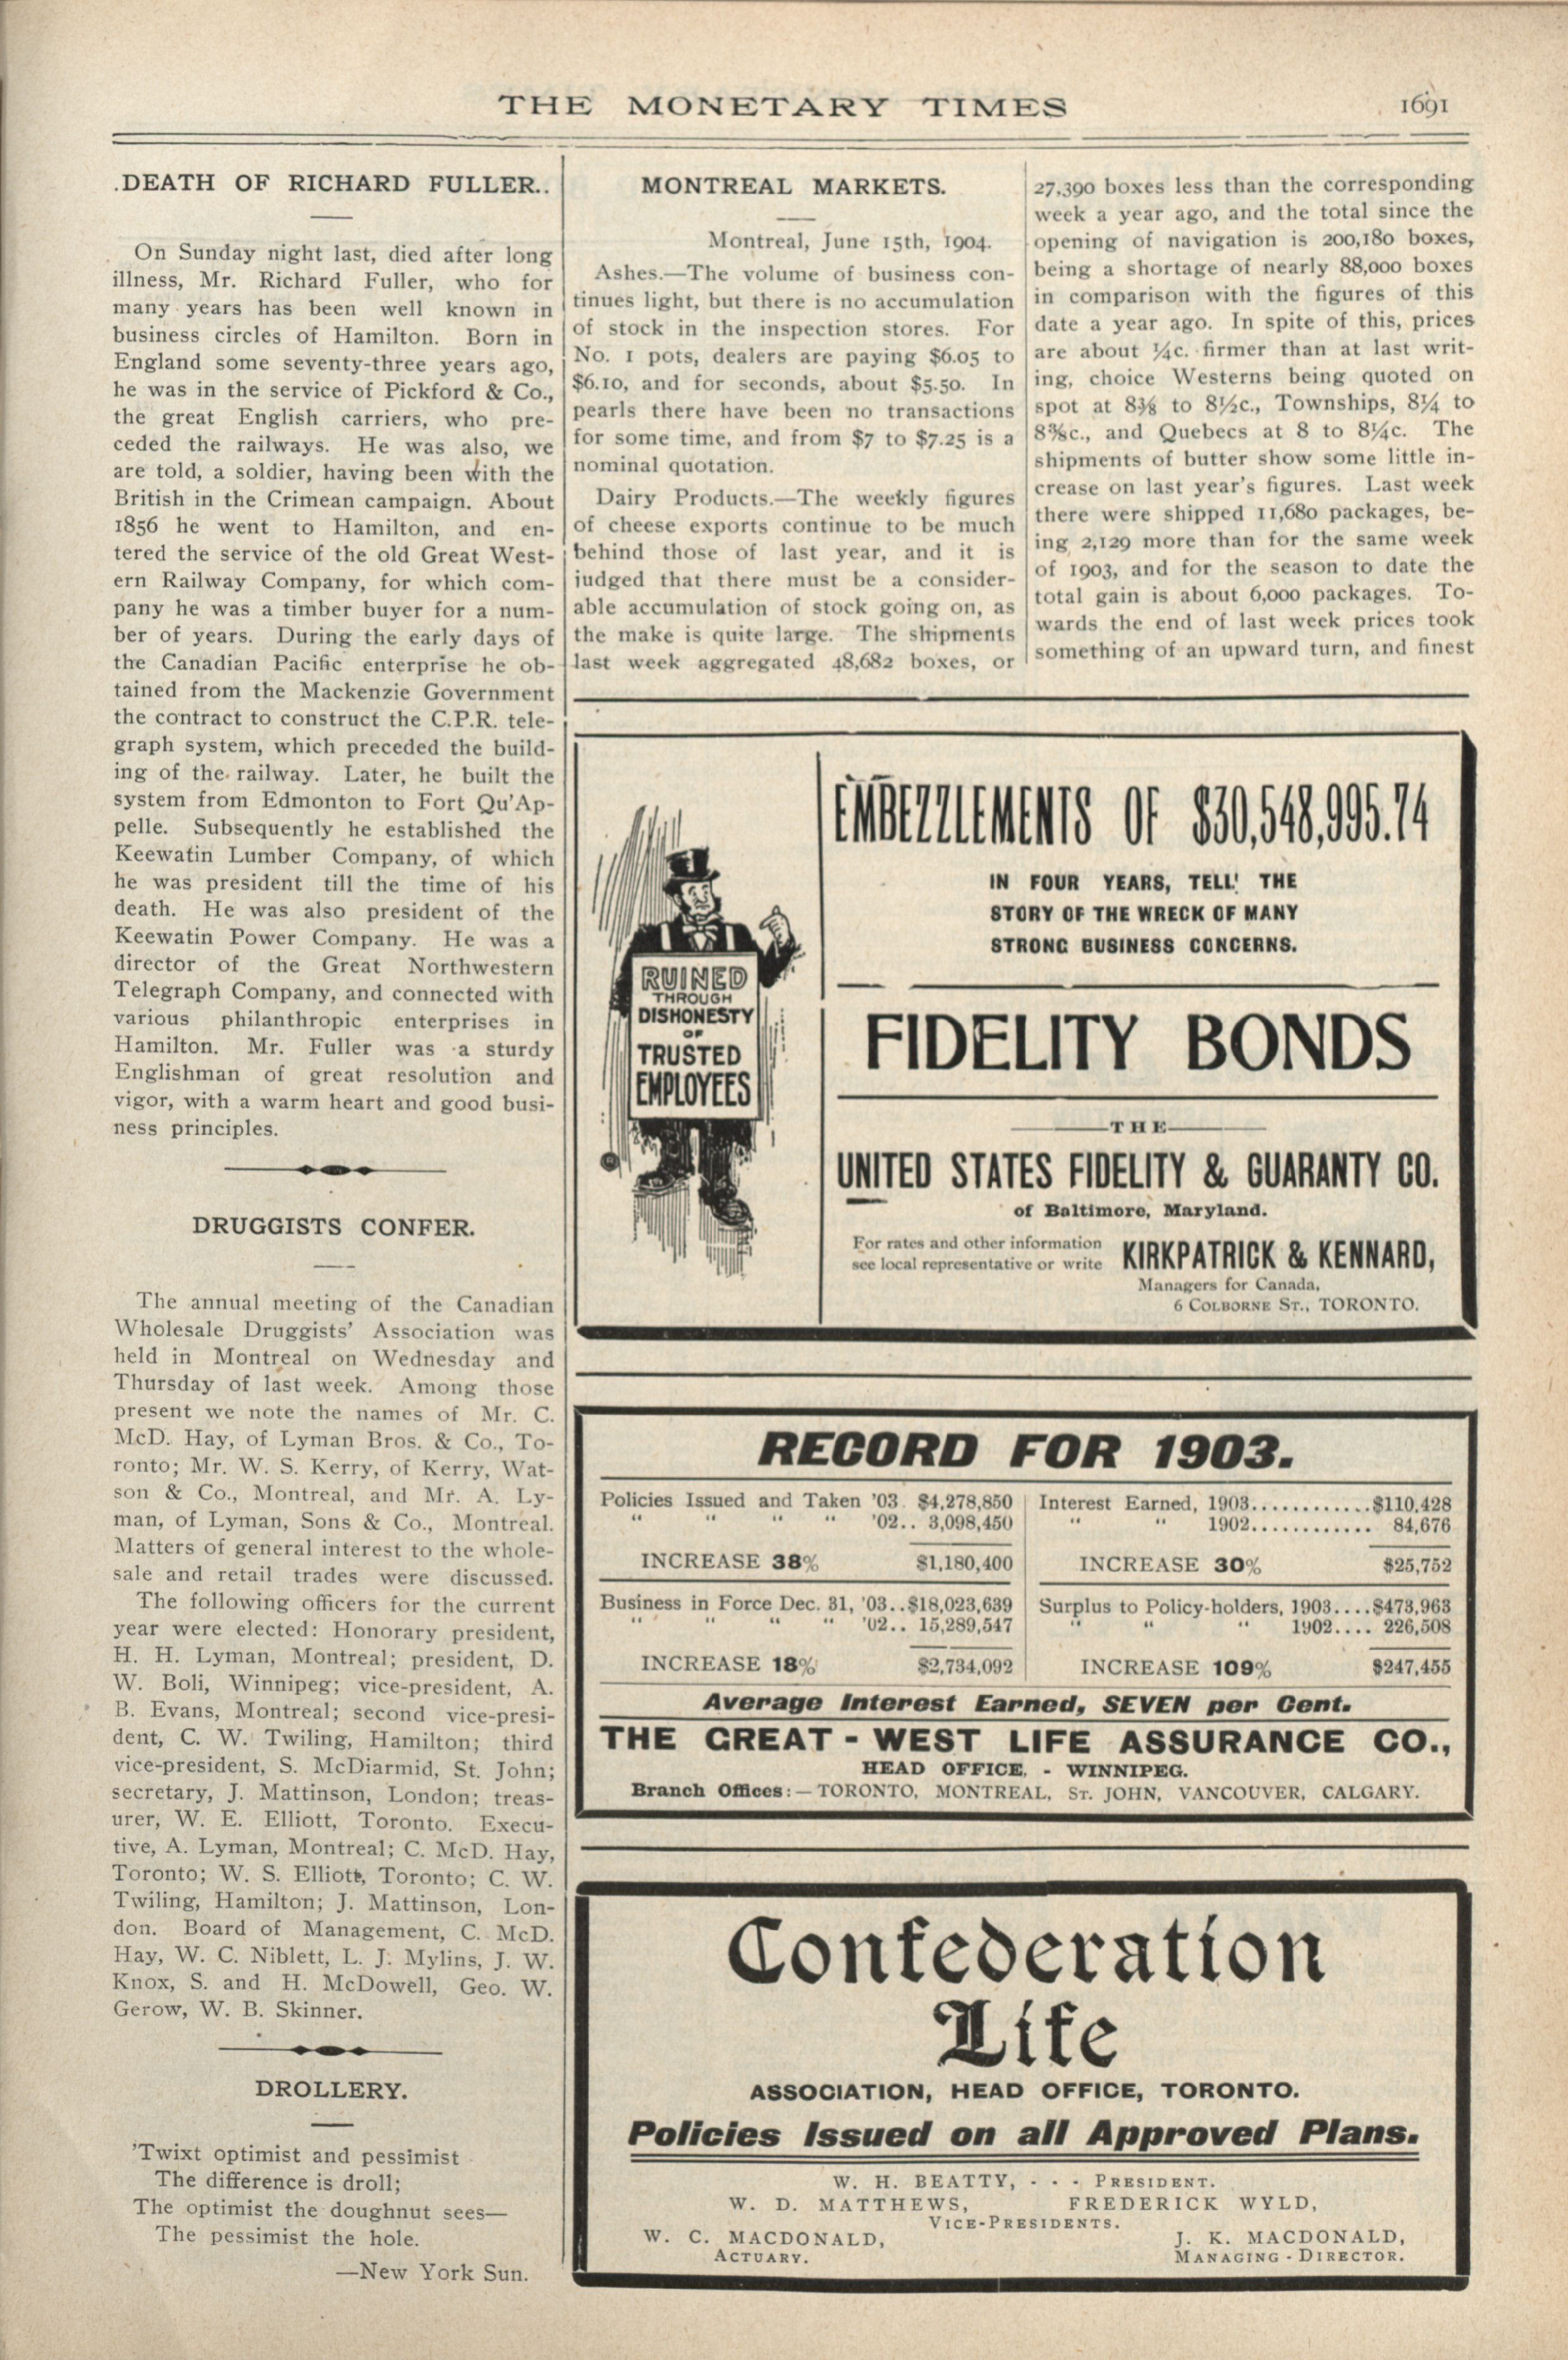 THE MONETARY TIMES
1691
.DEATH OF RICHARD FULLER..
On Sunday night last, died after long
illness, Mr. Richard Fuller, who for
many years has been well known in
business circles of Hamilton. Born in
England some seventy-three years ago,
he was in the service of Pickford & Co.,
the great English carriers, who pre-
ceded the railways. He was also, we
are told, a soldier, having been with the
British in the Crimean campaign. About
1856 he went to Hamilton, and en-
tered the service of the old Great West-
ern Railway Company, for which com-
pany he was a timber buyer for a num-
ber of years. During the early days of
the Canadian Pacific enterprise he ob-
tained from the Mackenzie Government
the contract to construct the C.P.R. tele-
graph system, which preceded the build-
ing of the railway. Later, he built the
system from Edmonton to Fort Qu'Ap-
pelle. Subsequently he established the
Keewatin Lumber Company, of which
he was president till the time of his
death. He was also president of the
Keewatin Power Company. He was a
director of the Great Northwestern
Telegraph Company, and connected with
various philanthropic enterprises in
Hamilton. Mr. Fuller was a sturdy
Englishman of great resolution and
vigor, with a warm heart and good busi-
ness principles.
DRUGGISTS CONFER.
The annual meeting of the Canadian
Wholesale Druggists' Association was
held in Montreal on Wednesday and
Thursday of last week. Among those
present we note the names of Mr. C.
McD. Hay, of Lyman Bros. & Co., To-
ronto; Mr. W. S. Kerry, of Kerry, Wat-
son & Co., Montreal, and Mr. A. Ly-
man, of Lyman, Sons & Co., Montreal.
Matters of general interest to the whole-
sale and retail trades were discussed.
The following officers for the current
year were elected: Honorary president,
H. H. Lyman, Montreal; president, D.
W. Boli, Winnipeg; vice-president, A.
B. Evans, Montreal; second vice-presi-
dent, C. W. Twiling, Hamilton; third
vice-president, S. McDiarmid, St. John;
secretary, J. Mattinson, London; treas-
urer, W. E. Elliott, Toronto. Execu-
tive, A. Lyman, Montreal; C. McD. Hay,
Toronto; W. S. Elliott, Toronto; C. W.
Twiling, Hamilton; J. Mattinson, Lon-
don. Board of Management, C. McD.
Hay, W. C. Niblett, L. J. Mylins, J. W.
Knox, S. and H. McDowell, Geo. W.
Gerow, W. B. Skinner.
DROLLERY.
'Twixt optimist and pessimist
The difference is droll;
The optimist the doughnut sees—
The pessimist the hole.
—New York Sun.
MONTREAL MARKETS.
Montreal, June 15th, 1904.
Ashes.—The volume of business con-
tinues light, but there is no accumulation
of stock in the inspection stores. For
No. 1 pots, dealers are paying $6.05 to
$6.10, and for seconds, about $5.50. In
pearls there have been no transactions
for some time, and from $7 to $7.25 is a
nominal quotation.
Dairy Products.—The weekly figures
of cheese exports continue to be much
behind those of last year, and it is
judged that there must be a consider-
able accumulation of stock going on, as
the make is quite large. The shipments
last week aggregated 48,682 boxes, or
27,390 boxes less than the corresponding
week a year ago, and the total since the
opening of navigation is 200,180 boxes,
being a shortage of nearly 88,000 boxes
in comparison with the figures of this
date a year ago. In spite of this, prices
are about ¼c. firmer than at last writ-
ing, choice Westerns being quoted on
spot at 8⅜ to 8½c., Townships, 8¼ to
8⅜c., and Quebecs at 8 to 8¼c. The
shipments of butter show some little in-
crease on last year's figures. Last week
there were shipped 11,680 packages, be-
ing 2,129 more than for the same week
of 1903, and for the season to date the
total gain is about 6,000 packages. To-
wards the end of last week prices took
something of an upward turn, and finest
RUINED
THROUGH
DISHONESTY
OF
TRUSTED
EMPLOYEES
EMBEZZLEMENTS OF $30,548,995.74
IN FOUR YEARS, TELL' THE
STORY OF THE WRECK OF MANY
STRONG BUSINESS CONCERNS.
FIDELITY BONDS
THE
UNITED STATES FIDELITY & GUARANTY CO.
of Baltimore, Maryland.
For rates and other information
see local representative or write
KIRKPATRICK & KENNARD,
Managers for Canada,
6 COLBORNE ST., TORONTO.
RECORD FOR 1903.
Policies Issued and Taken '03 $4,278,850
" " " " '02.. 3,098,450
INCREASE 38% $1,180,400
Interest Earned, 1903............$110,428
" " 1902............ 84,676
INCREASE 30% $25,752
Business in Force Dec. 31, '03..$18,023,639
" " " " '02.. 15,289,547
INCREASE 18% $2,734,092
Surplus to Policy-holders, 1903....$473,963
" " " 1902.... 226,508
INCREASE 109% $247,455
Average Interest Earned, SEVEN per Cent.
THE GREAT-WEST LIFE ASSURANCE CO.,
HEAD OFFICE, - WINNIPEG.
Branch Offices:—TORONTO, MONTREAL, ST. JOHN, VANCOUVER, CALGARY.
Confederation
Life
ASSOCIATION, HEAD OFFICE, TORONTO.
Policies Issued on all Approved Plans.
W. H. BEATTY, - - - PRESIDENT.
W. D. MATTHEWS, FREDERICK WYLD,
VICE-PRESIDENTS.
W. C. MACDONALD, J. K. MACDONALD,
ACTUARY. MANAGING-DIRECTOR.